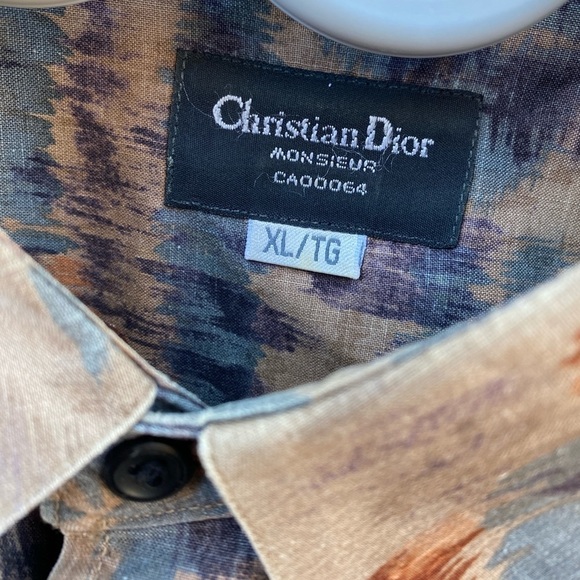 Christian Dior
MONSIEUR
CA00064
XL/TG